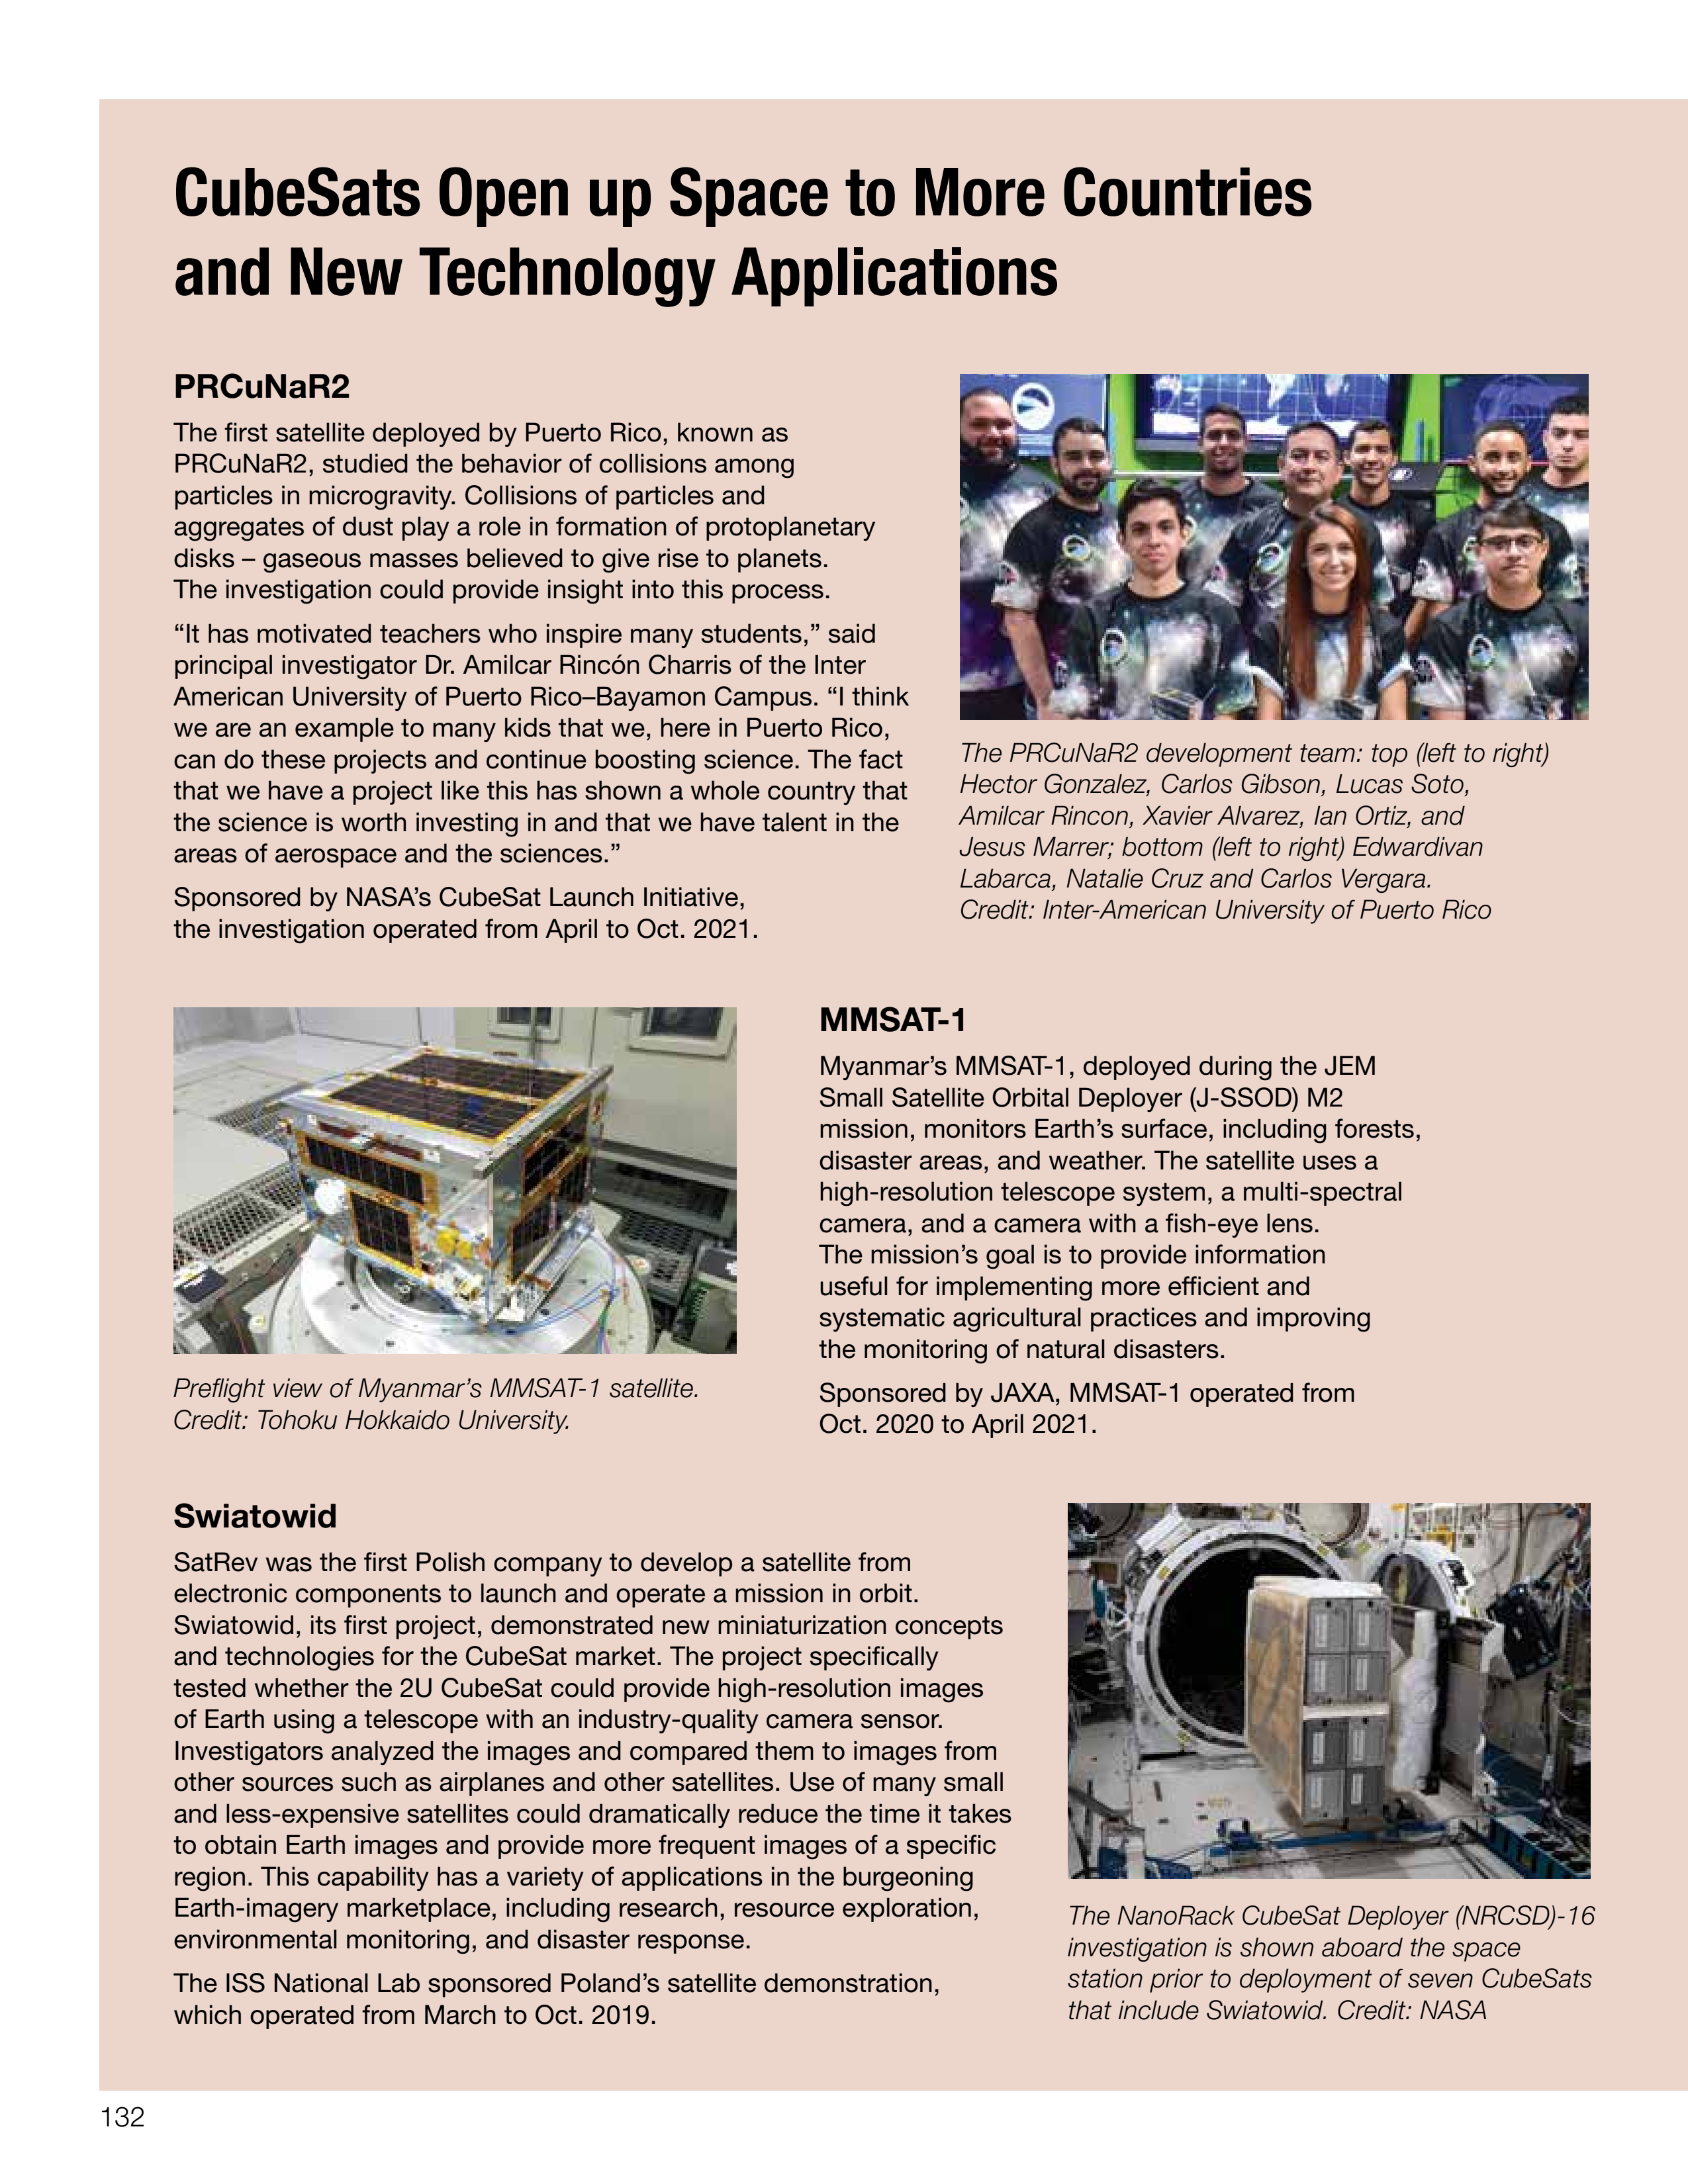 CubeSats Open up Space to More Countries
and New Technology Applications
PRCuNaR2
The first satellite deployed by Puerto Rico, known as
PRCuNaR2, studied the behavior of collisions among
particles in microgravity. Collisions of particles and
aggregates of dust play a role in formation of protoplanetary
disks – gaseous masses believed to give rise to planets.
The investigation could provide insight into this process.
“It has motivated teachers who inspire many students,” said
principal investigator Dr. Amilcar Rincón Charris of the Inter
American University of Puerto Rico–Bayamon Campus. “I think
we are an example to many kids that we, here in Puerto Rico,
can do these projects and continue boosting science. The fact
that we have a project like this has shown a whole country that
the science is worth investing in and that we have talent in the
areas of aerospace and the sciences.”
Sponsored by NASA’s CubeSat Launch Initiative,
the investigation operated from April to Oct. 2021.
The PRCuNaR2 development team: top (left to right)
Hector Gonzalez, Carlos Gibson, Lucas Soto,
Amilcar Rincon, Xavier Alvarez, Ian Ortiz, and
Jesus Marrer; bottom (left to right) Edwardivan
Labarca, Natalie Cruz and Carlos Vergara.
Credit: Inter-American University of Puerto Rico
Preflight view of Myanmar’s MMSAT-1 satellite.
Credit: Tohoku Hokkaido University.
MMSAT-1
Myanmar’s MMSAT-1, deployed during the JEM
Small Satellite Orbital Deployer (J-SSOD) M2
mission, monitors Earth’s surface, including forests,
disaster areas, and weather. The satellite uses a
high-resolution telescope system, a multi-spectral
camera, and a camera with a fish-eye lens.
The mission’s goal is to provide information
useful for implementing more efficient and
systematic agricultural practices and improving
the monitoring of natural disasters.
Sponsored by JAXA, MMSAT-1 operated from
Oct. 2020 to April 2021.
Swiatowid
SatRev was the first Polish company to develop a satellite from
electronic components to launch and operate a mission in orbit.
Swiatowid, its first project, demonstrated new miniaturization concepts
and technologies for the CubeSat market. The project specifically
tested whether the 2U CubeSat could provide high-resolution images
of Earth using a telescope with an industry-quality camera sensor.
Investigators analyzed the images and compared them to images from
other sources such as airplanes and other satellites. Use of many small
and less-expensive satellites could dramatically reduce the time it takes
to obtain Earth images and provide more frequent images of a specific
region. This capability has a variety of applications in the burgeoning
Earth-imagery marketplace, including research, resource exploration,
environmental monitoring, and disaster response.
The ISS National Lab sponsored Poland’s satellite demonstration,
which operated from March to Oct. 2019.
The NanoRack CubeSat Deployer (NRCSD)-16
investigation is shown aboard the space
station prior to deployment of seven CubeSats
that include Swiatowid. Credit: NASA
132